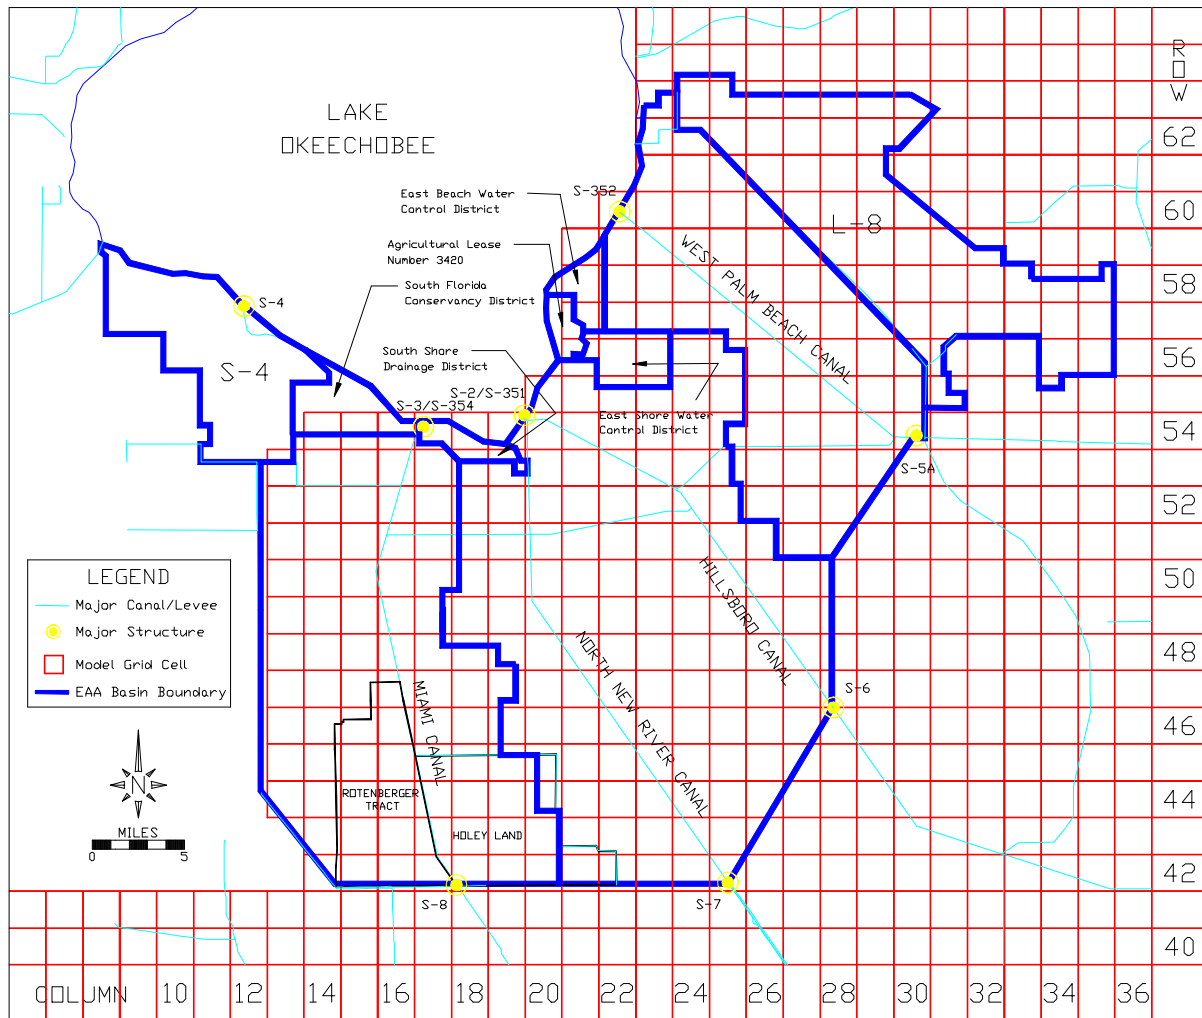 LAKE
OKEECHOBEE
ROW
62
60
58
56
54
52
50
48
46
44
42
40
S-352
East Beach Water
Control District
Agricultural Lease
Number 3420
South Florida
Conservancy District
South Shore
Drainage District
S-2/S-351
S-3/S-354
East Shore Water
Control District
L-8
WEST PALM BEACH CANAL
S-4
S-4
S-5A
HILLSBORO CANAL
NORTH NEW RIVER CANAL
MIAMI CANAL
S-6
LEGEND
Major Canal/Levee
Major Structure
Model Grid Cell
EAA Basin Boundary
N
MILES
0 5
ROTENBERGER
TRACT
HOLEY LAND
S-8
S-7
COLUMN 10 14 16 18 20 22 24 26 28 30 32 34 36